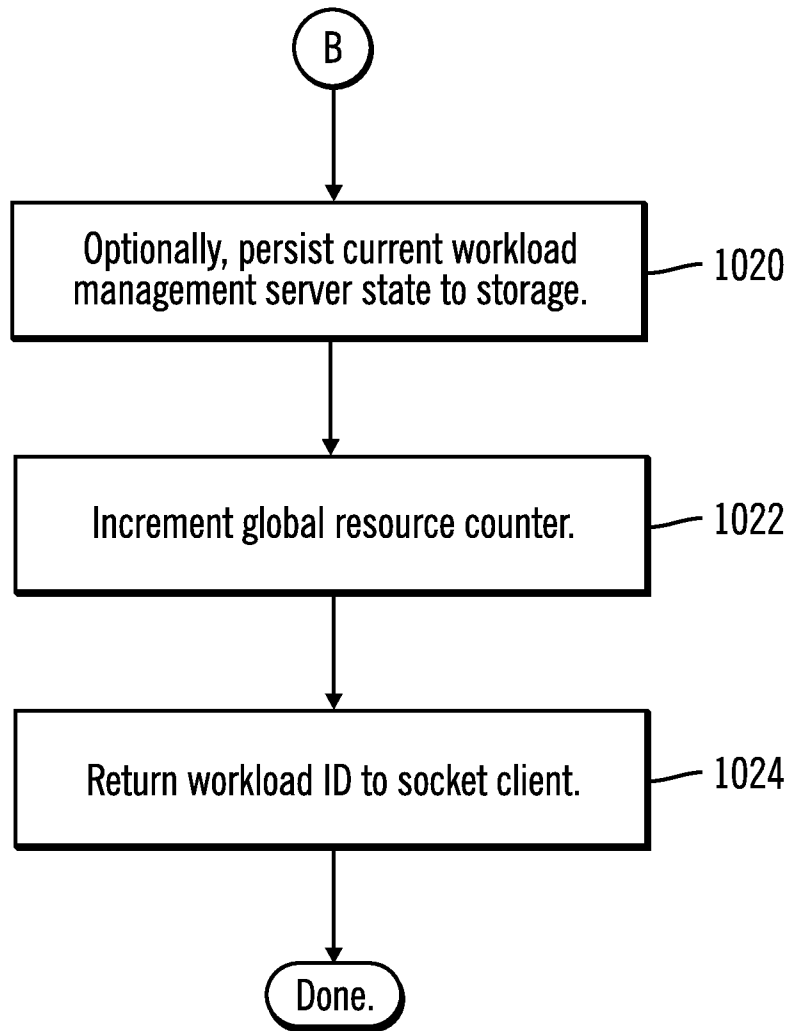 B
Optionally, persist current workload
management server state to storage.
1020
Increment global resource counter.
1022
Return workload ID to socket client.
1024
Done.